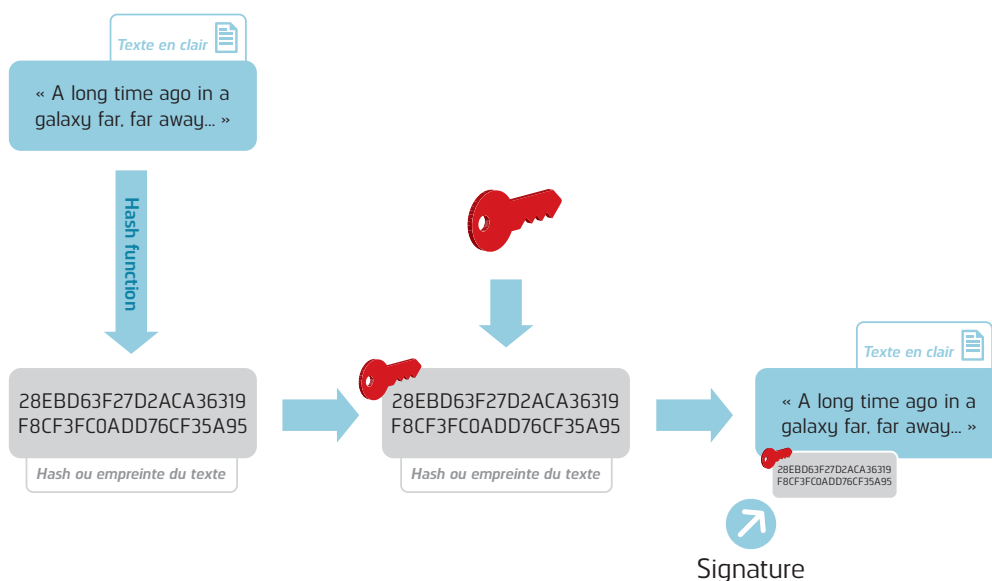 Texte en clair
« A long time ago in a
galaxy far, far away... »
Hash function
28EBD63F27D2ACA36319
F8CF3FC0ADD76CF35A95
Hash ou empreinte du texte
28EBD63F27D2ACA36319
F8CF3FC0ADD76CF35A95
Hash ou empreinte du texte
Texte en clair
« A long time ago in a
galaxy far, far away... »
28EBD63F27D2ACA36319
F8CF3FC0ADD76CF35A95
Signature